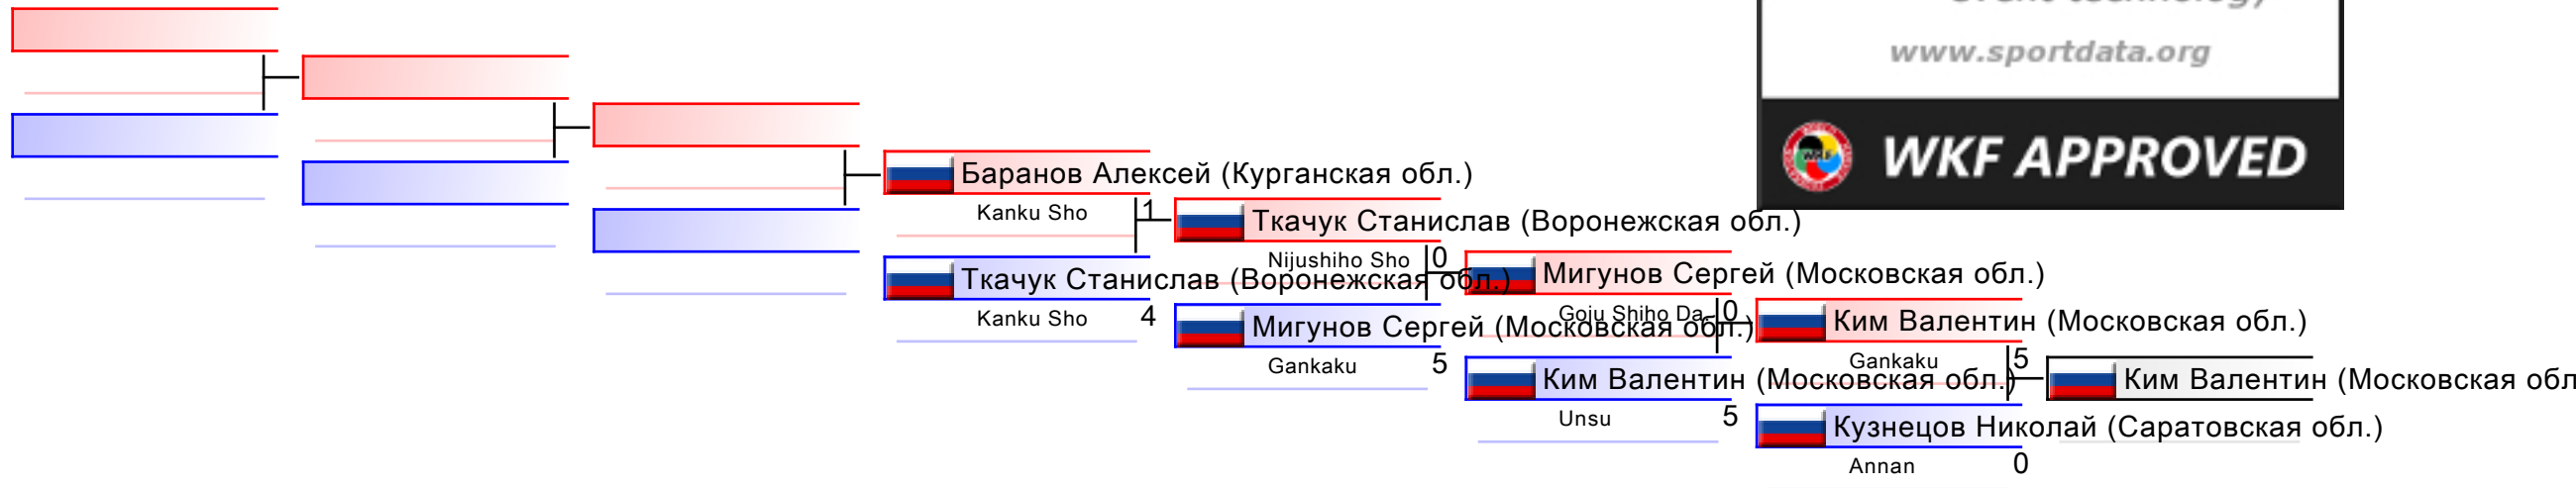 event technology
www.sportdata.org
WKF APPROVED
Баранов Алексей (Курганская обл.)
Kanku Sho
1
Ткачук Станислав (Воронежская обл.)
Kanku Sho
4
Ткачук Станислав (Воронежская обл.)
Nijushiho Sho
0
Мигунов Сергей (Московская обл.)
Gankaku
5
Мигунов Сергей (Московская обл.)
Goju Shiho Da
0
Ким Валентин (Московская обл.)
Unsu
5
Ким Валентин (Московская обл.)
Gankaku
5
Кузнецов Николай (Саратовская обл.)
Annan
0
Ким Валентин (Московская обл